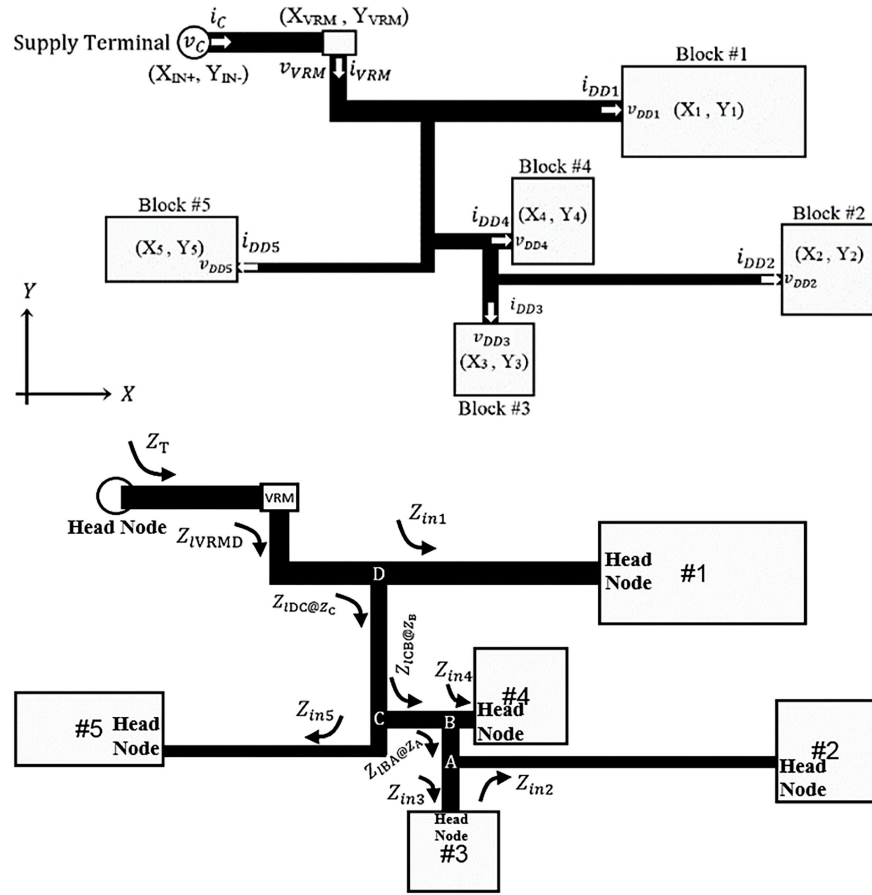 i_C
(X_VRM , Y_VRM)
Supply Terminal
v_C
(X_IN+, Y_IN-)
v_VRM
i_VRM
Block #1
i_DD1
v_DD1
(X_1 , Y_1)
Block #4
(X_4 , Y_4)
i_DD4
v_DD4
Block #5
(X_5 , Y_5)
i_DD5
v_DD5
Block #2
(X_2 , Y_2)
i_DD2
v_DD2
i_DD3
v_DD3
(X_3 , Y_3)
Block #3
Y
X
Z_T
VRM
Head Node
Z_lVRMD
Z_in1
D
Head
Node
#1
Z_lDC@Z_C
Z_lCB@Z_B
Z_in4
#4
Head
Node
C
B
Z_in5
#5
Head
Node
Z_lBA@Z_A
A
#2
Head
Node
Z_in3
Z_in2
Head
Node
#3